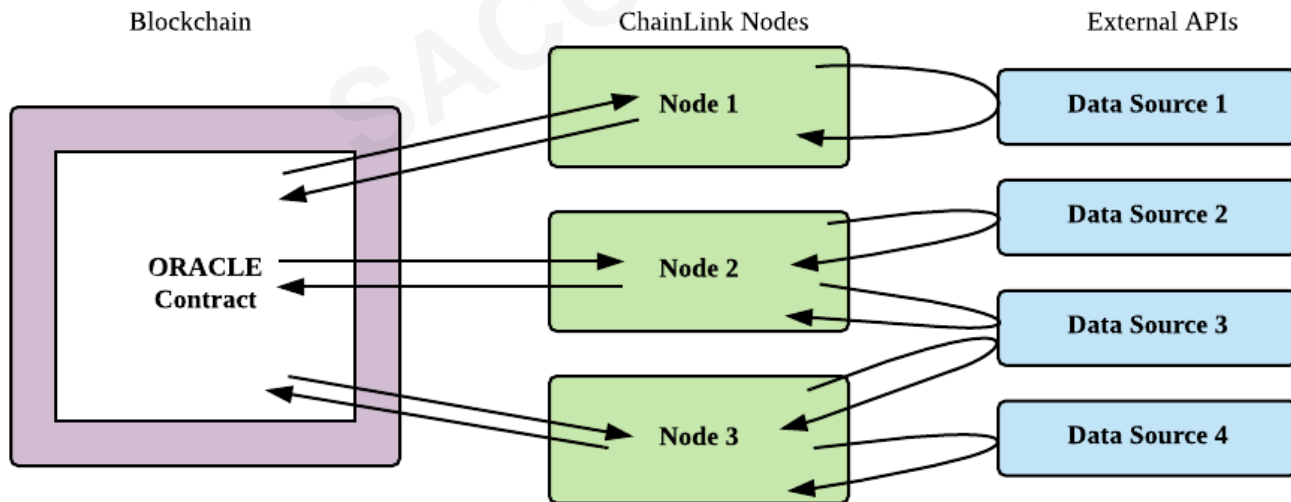 Blockchain
ChainLink Nodes
External APIs
Node 1
Data Source 1
Data Source 2
ORACLE
Contract
Node 2
Data Source 3
Node 3
Data Source 4